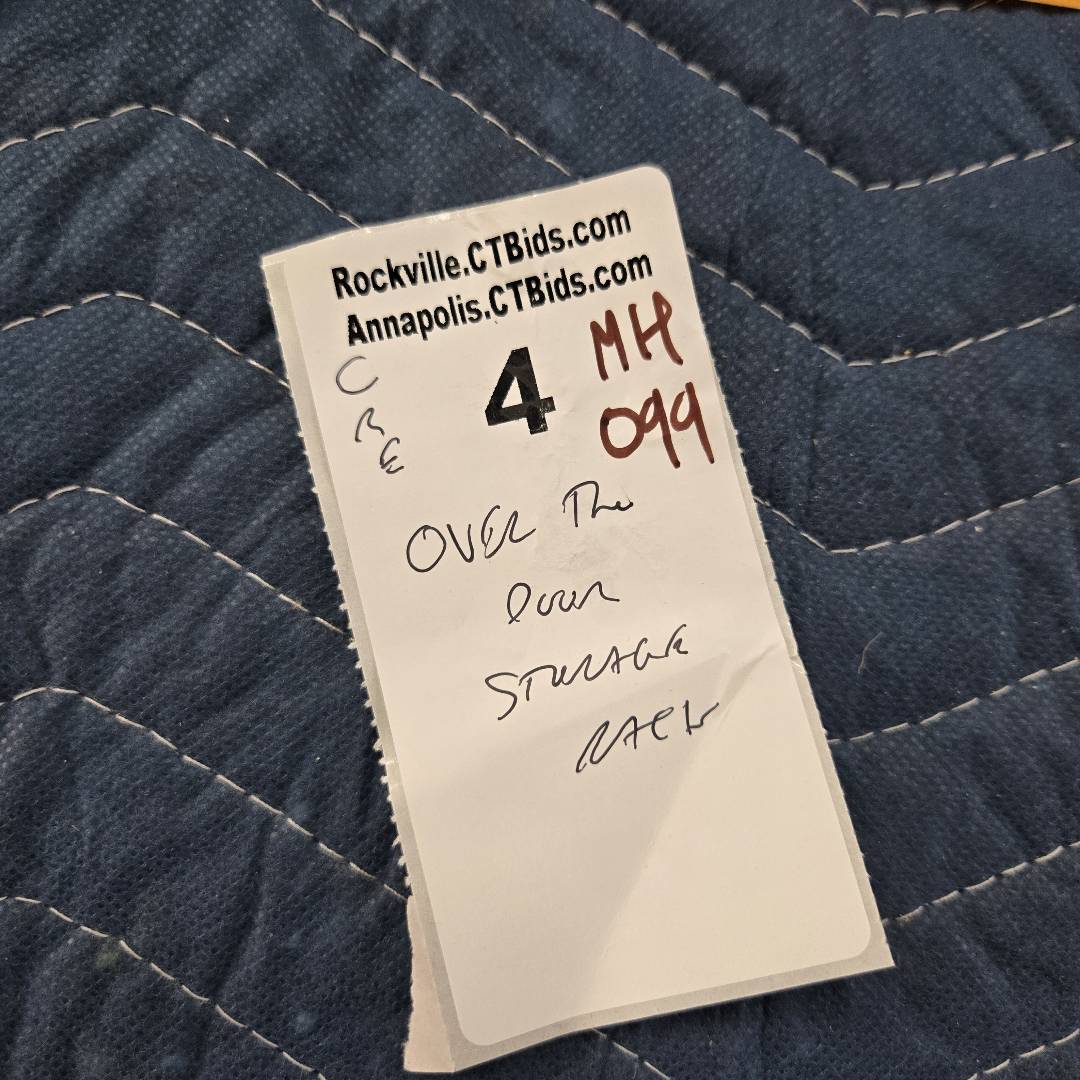 Rockville.CTBids.com
Annapolis.CTBids.com
C
R
E
4
MH
099
OVER The
Door
STORAGE
RACK